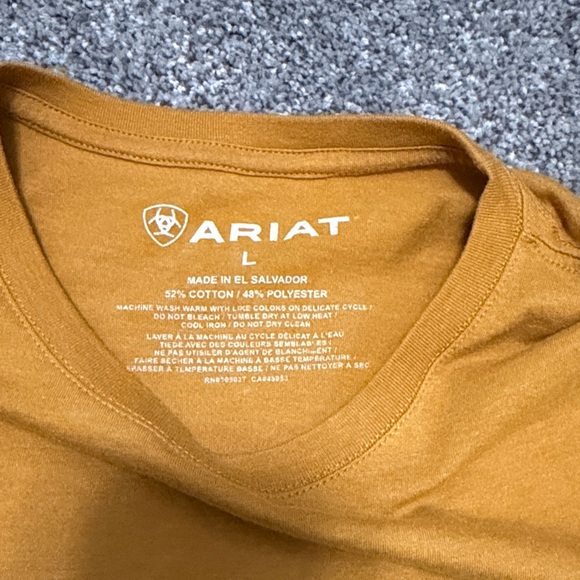 ARIAT
L
MADE IN EL SALVADOR
52% COTTON / 48% POLYESTER
MACHINE WASH WARM WITH LIKE COLORS ON DELICATE CYCLE /
DO NOT BLEACH / TUMBLE DRY AT LOW HEAT /
COOL IRON / DO NOT DRY CLEAN
LAVER À LA MACHINE AU CYCLE DÉLICAT À L'EAU
TIEDE AVEC DES COULEURS SEMBLABLES /
NE PAS UTISILER D'AGENT DE BLANCHIMENT /
FAIRE SÉCHER À LA MACHINE À BASSE TEMPÉRATURE /
REPASSER A TEMPERATURE BASSE / NE PAS NETTOYER A SEC